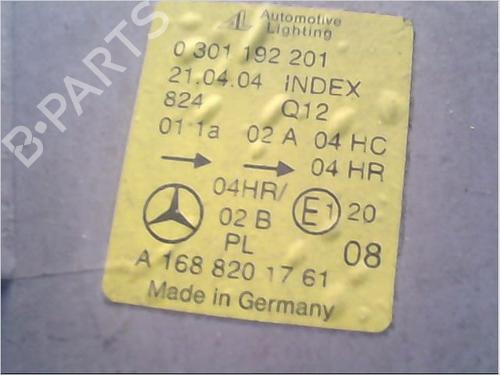 AL Automotive
Lighting
0 301 192 201
21.04.04 INDEX
824 Q12
01 1a 02 A 04 HC
04 HR
04HR/
02 B E1 20
PL 08
A 168 820 17 61
Made in Germany
B-PARTS